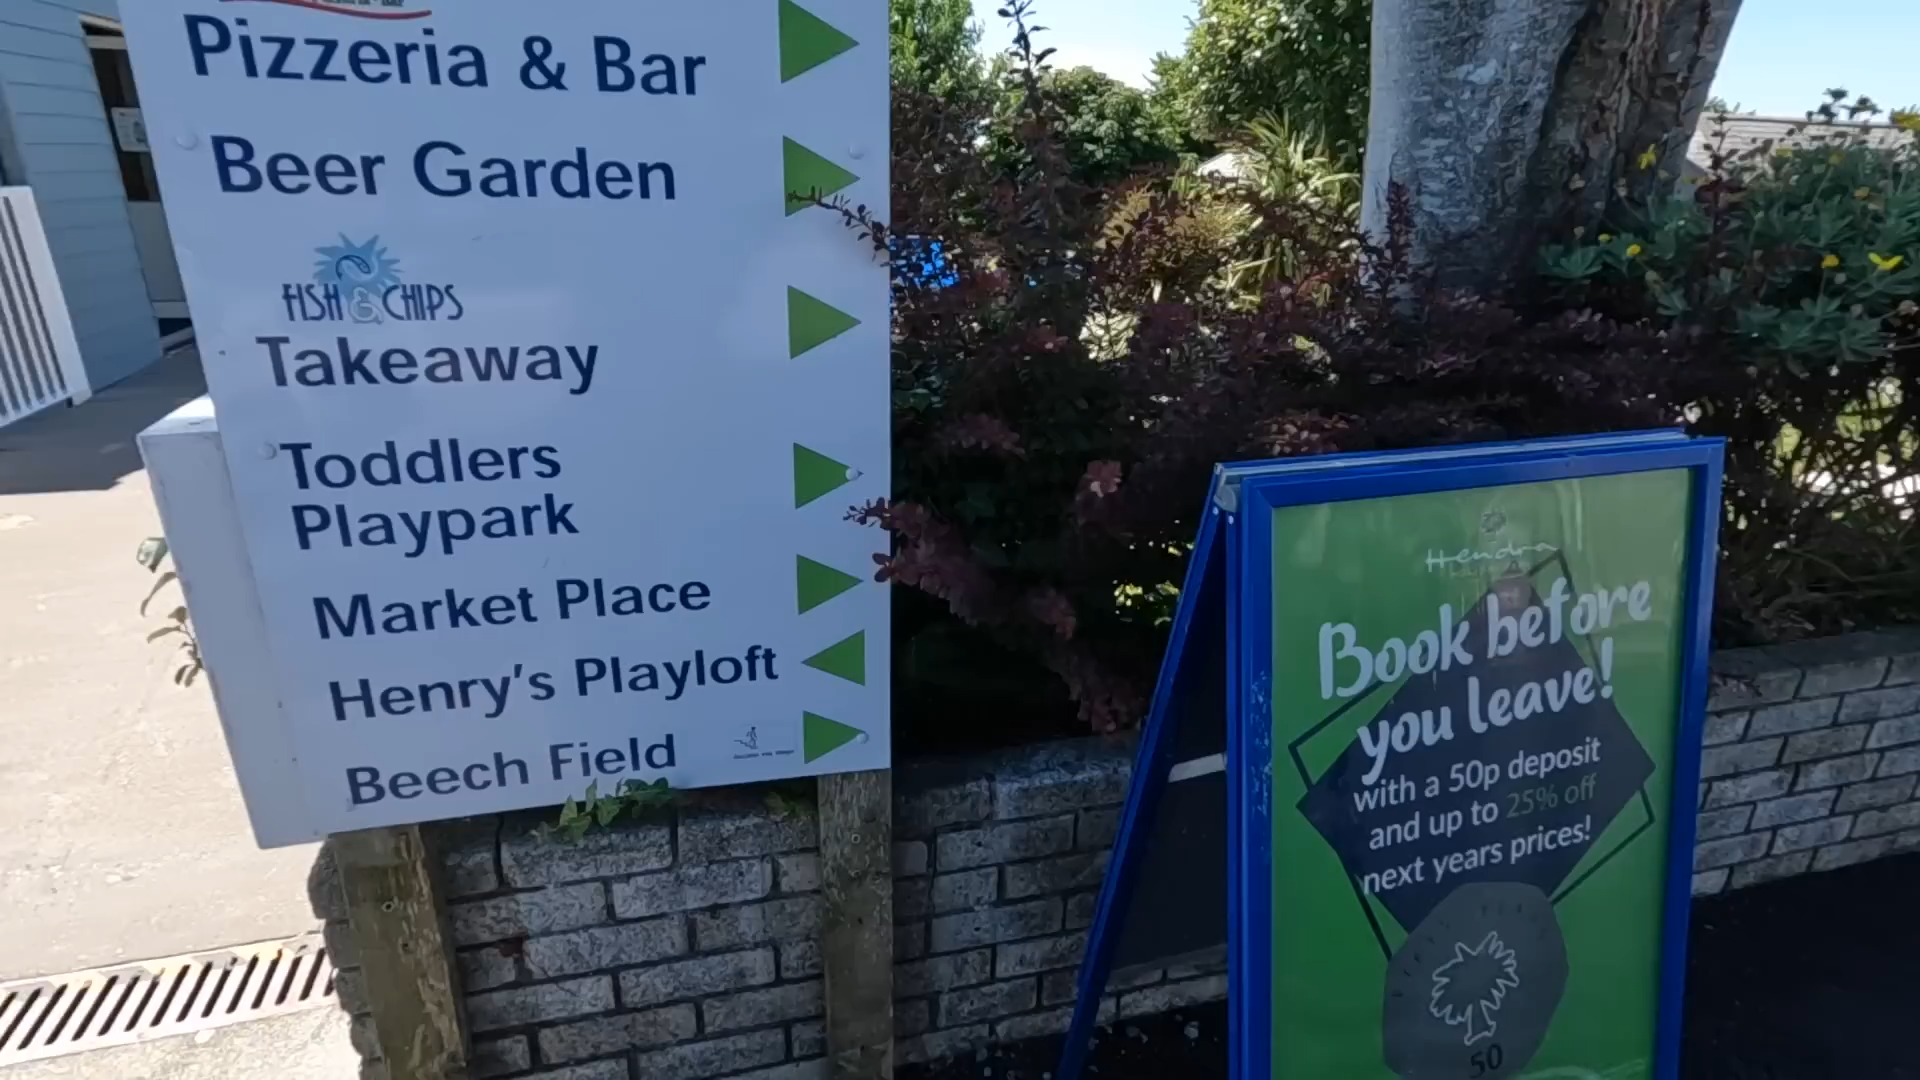 Pizzeria & Bar
Beer Garden
FISH & CHIPS
Takeaway
Toddlers
Playpark
Market Place
Henry's Playloft
Beech Field
Hendra
Book before
you leave!
with a 50p deposit
and up to 25% off
next years prices!
50